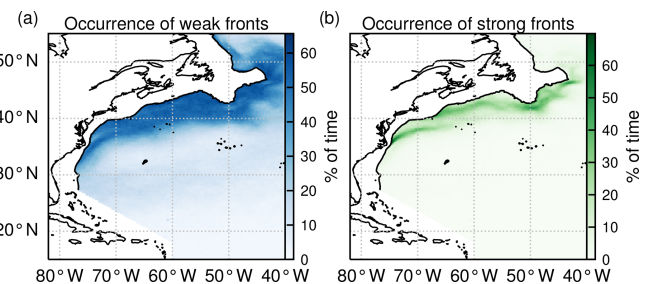 (a) Occurrence of weak fronts
50°N
40°N
30°N
20°N
80°W 70°W 60°W 50°W 40°W
60
50
40
30
20
10
0
% of time
(b) Occurrence of strong fronts
80°W 70°W 60°W 50°W 40°W
60
50
40
30
20
10
0
% of time